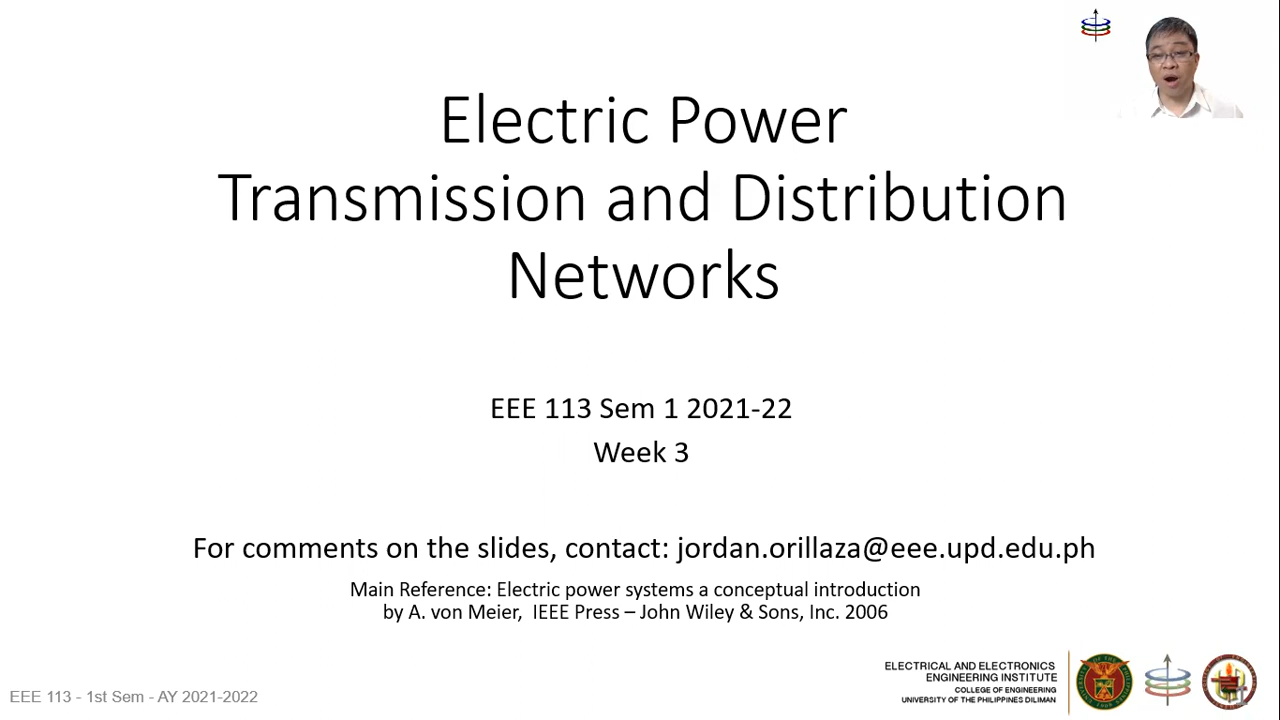 Electric Power
Transmission and Distribution
Networks
EEE 113 Sem 1 2021-22
Week 3
For comments on the slides, contact: jordan.orillaza@eee.upd.edu.ph
Main Reference: Electric power systems a conceptual introduction
by A. von Meier, IEEE Press – John Wiley & Sons, Inc. 2006
ELECTRICAL AND ELECTRONICS
ENGINEERING INSTITUTE
COLLEGE OF ENGINEERING
UNIVERSITY OF THE PHILIPPINES DILIMAN
EEE 113 - 1st Sem - AY 2021-2022